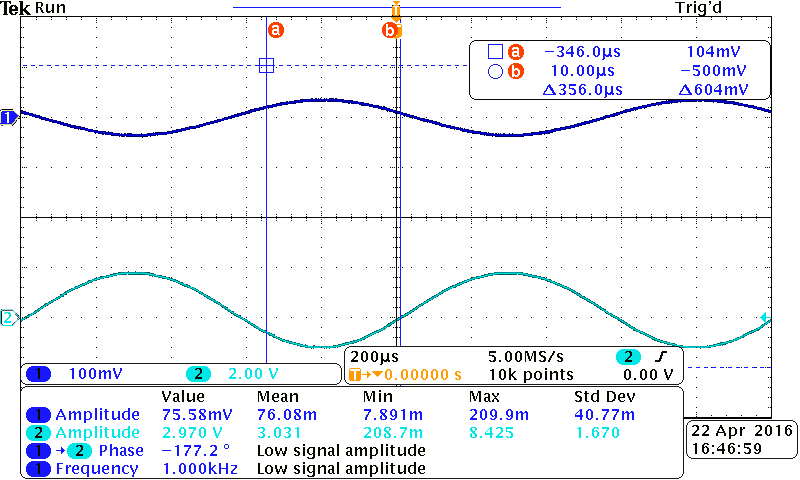 Tek Run Trig'd
T
a b
a −346.0µs 104mV
b 10.00µs −500mV
Δ356.0µs Δ604mV
1
2
1 100mV 2 2.00 V
200µs 5.00MS/s 2
T→▼0.00000 s 10k points 0.00 V
Value Mean Min Max Std Dev
1 Amplitude 75.58mV 76.08m 7.891m 209.9m 40.77m
2 Amplitude 2.970 V 3.031 208.7m 8.425 1.670
1 → 2 Phase −177.2 ° Low signal amplitude
1 Frequency 1.000kHz Low signal amplitude
22 Apr 2016
16:46:59